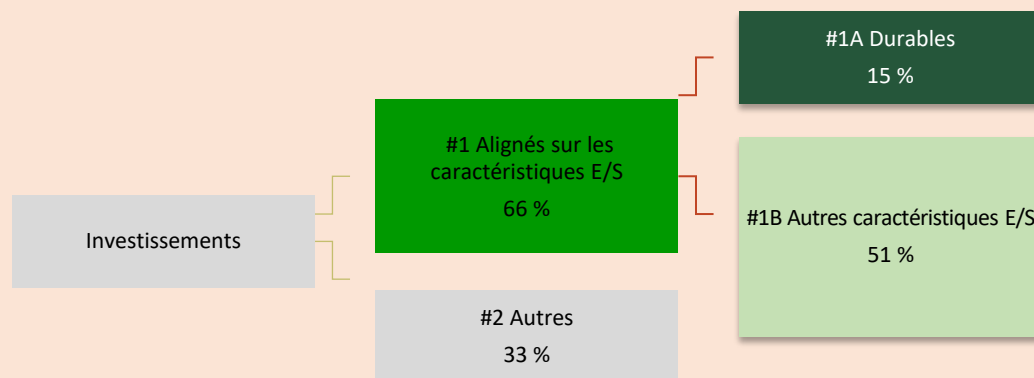 #1A Durables
15 %
#1 Alignés sur les
caractéristiques E/S
66 %
#1B Autres caractéristiques E/S
51 %
Investissements
#2 Autres
33 %